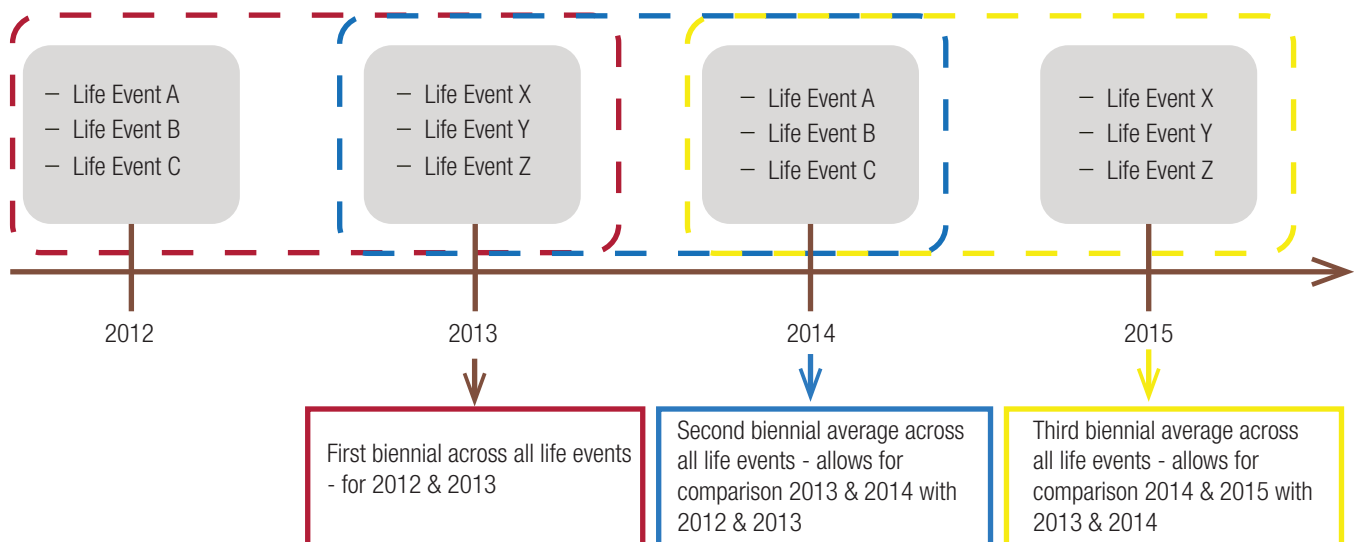 – Life Event A
– Life Event B
– Life Event C
– Life Event X
– Life Event Y
– Life Event Z
– Life Event A
– Life Event B
– Life Event C
– Life Event X
– Life Event Y
– Life Event Z
2012
2013
2014
2015
First biennial across all life events
- for 2012 & 2013
Second biennial average across
all life events - allows for
comparison 2013 & 2014 with
2012 & 2013
Third biennial average across
all life events - allows for
comparison 2014 & 2015 with
2013 & 2014